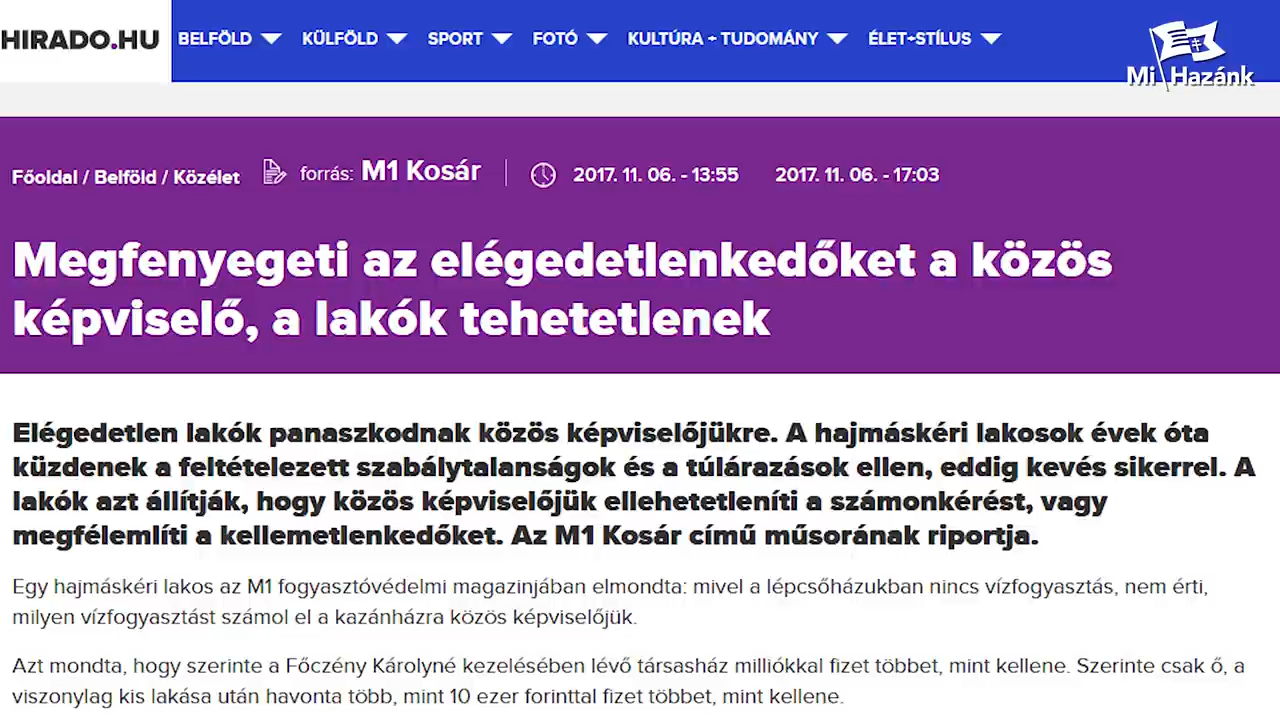 HIRADO.HU BELFÖLD KÜLFÖLD SPORT FOTÓ KULTÚRA + TUDOMÁNY ÉLET+STÍLUS
Mi Hazánk
Főoldal / Belföld / Közélet forrás: M1 Kosár 2017. 11. 06. - 13:55 2017. 11. 06. - 17:03
Megfenyegeti az elégedetlenkedőket a közös
képviselő, a lakók tehetetlenek
Elégedetlen lakók panaszkodnak közös képviselőjükre. A hajmáskéri lakosok évek óta
küzdenek a feltételezett szabálytalanságok és a túlárazások ellen, eddig kevés sikerrel. A
lakók azt állítják, hogy közös képviselőjük ellehetetleníti a számonkérést, vagy
megfélemlíti a kellemetlenkedőket. Az M1 Kosár című műsorának riportja.
Egy hajmáskéri lakos az M1 fogyasztóvédelmi magazinjában elmondta: mivel a lépcsőházukban nincs vízfogyasztás, nem érti,
milyen vízfogyasztást számol el a kazánházra közös képviselőjük.
Azt mondta, hogy szerinte a Főczény Károlyné kezelésében lévő társasház milliókkal fizet többet, mint kellene. Szerinte csak ő, a
viszonylag kis lakása után havonta több, mint 10 ezer forinttal fizet többet, mint kellene.